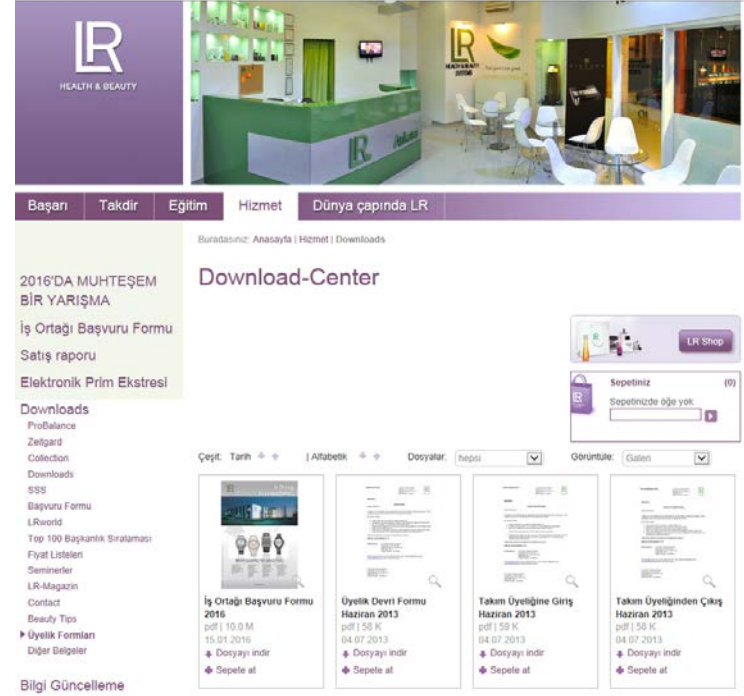 LR
HEALTH & BEAUTY
LR
HEALTH & BEAUTY
SYSTEMS
LR
Başarı Takdir Eğitim Hizmet Dünya çapında LR
Buradasınız: Anasayfa | Hizmet | Downloads
Download-Center
2016'DA MUHTEŞEM
BİR YARIŞMA
İş Ortağı Başvuru Formu
Satış raporu
Elektronik Prim Ekstresi
Downloads
ProBalance
Zeitgard
Collection
Downloads
SSS
Başvuru Formu
LRworld
Top 100 Başkanlık Sıralaması
Fiyat Listeleri
Seminerler
LR-Magazin
Contact
Beauty Tips
Üyelik Formları
Diğer Belgeler
Bilgi Güncelleme
LR Shop
Sepetiniz (0)
Sepetinizde öğe yok
Çeşit: Tarih | Alfabetik Dosyalar: hepsi Görüntüle: Galeri
İş Ortağı Başvuru Formu
2016
pdf | 10.0 M
15.01.2016
Dosyayı indir
Sepete at
Üyelik Devri Formu
Haziran 2013
pdf | 58 K
04.07.2013
Dosyayı indir
Sepete at
Takım Üyeliğine Giriş
Haziran 2013
pdf | 59 K
04.07.2013
Dosyayı indir
Sepete at
Takım Üyeliğinden Çıkış
Haziran 2013
pdf | 56 K
04.07.2013
Dosyayı indir
Sepete at